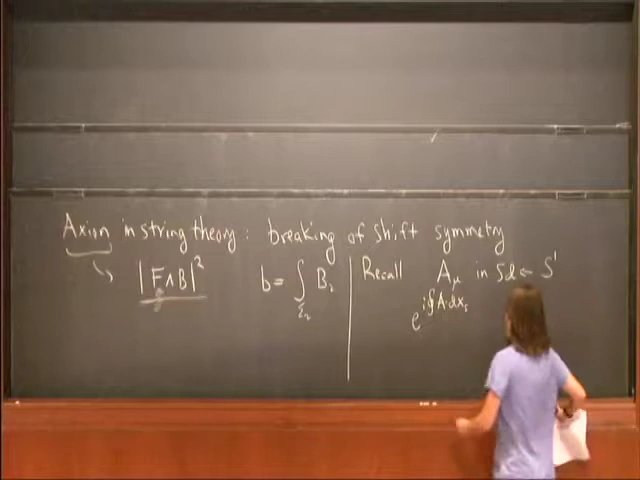 Axion in string theory: breaking of shift symmetry
↳ |F∧B|² b = ∫_{Σ₂} B₂ | Recall A_μ in 5d ← S¹
e^{i∮A dx₅}